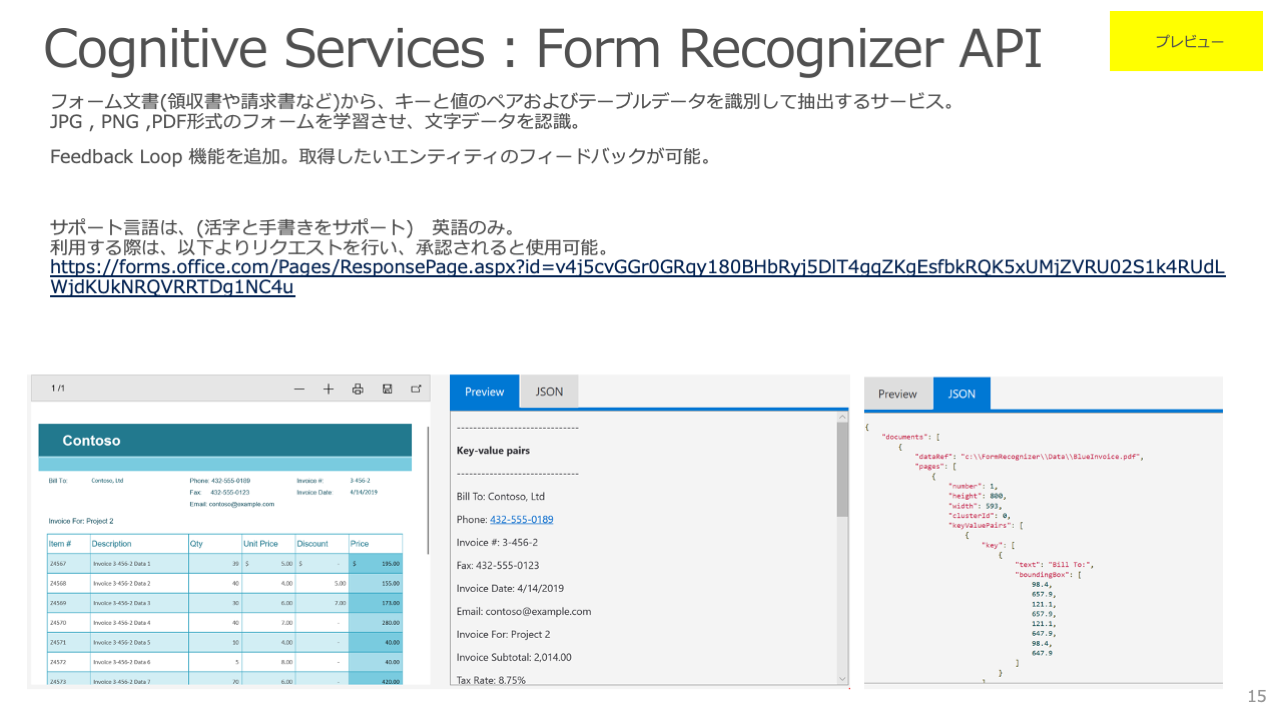 Cognitive Services : Form Recognizer API
プレビュー
フォーム文書(領収書や請求書など)から、キーと値のペアおよびテーブルデータを識別して抽出するサービス。
JPG , PNG ,PDF形式のフォームを学習させ、文字データを認識。
Feedback Loop 機能を追加。取得したいエンティティのフィードバックが可能。
サポート言語は、(活字と手書きをサポート)　英語のみ。
利用する際は、以下よりリクエストを行い、承認されると使用可能。
https://forms.office.com/Pages/ResponsePage.aspx?id=v4j5cvGGr0GRqy180BHbRyj5DlT4gqZKgEsfbkRQK5xUMjZVRU02S1k4RUdL
WjdKUkNRQVRRTDg1NC4u
1 /1
Contoso
Bill To: Contoso, Ltd Phone: 432-555-0189 Invoice #: 3-456-2
Fax: 432-555-0123 Invoice Date: 4/14/2019
Email: contoso@example.com
Invoice For: Project 2
Item # Description Qty Unit Price Discount Price
24567 Invoice 3-456-2 Data 1 39 $ 5.00 $ - $ 195.00
24568 Invoice 3-456-2 Data 2 40 4.00 5.00 155.00
24569 Invoice 3-456-2 Data 3 30 6.00 7.00 173.00
24570 Invoice 3-456-2 Data 4 40 7.00 - 280.00
24571 Invoice 3-456-2 Data 5 10 4.00 - 40.00
24572 Invoice 3-456-2 Data 6 5 8.00 - 40.00
24573 Invoice 3-456-2 Data 7 70 6.00 - 420.00
Preview JSON
------------------------------
Key-value pairs
------------------------------
Bill To: Contoso, Ltd
Phone: 432-555-0189
Invoice #: 3-456-2
Fax: 432-555-0123
Invoice Date: 4/14/2019
Email: contoso@example.com
Invoice For: Project 2
Invoice Subtotal: 2,014.00
Tax Rate: 8.75%
Preview JSON
{
"documents": [
{
"dataRef": "c:\\FormRecognizer\\Data\\BlueInvoice.pdf",
"pages": [
{
"number": 1,
"height": 800,
"width": 593,
"clusterId": 0,
"keyValuePairs": [
{
"key": [
{
"text": "Bill To:",
"boundingBox": [
98.4,
657.9,
121.1,
657.9,
121.1,
647.9,
98.4,
647.9
]
}
15